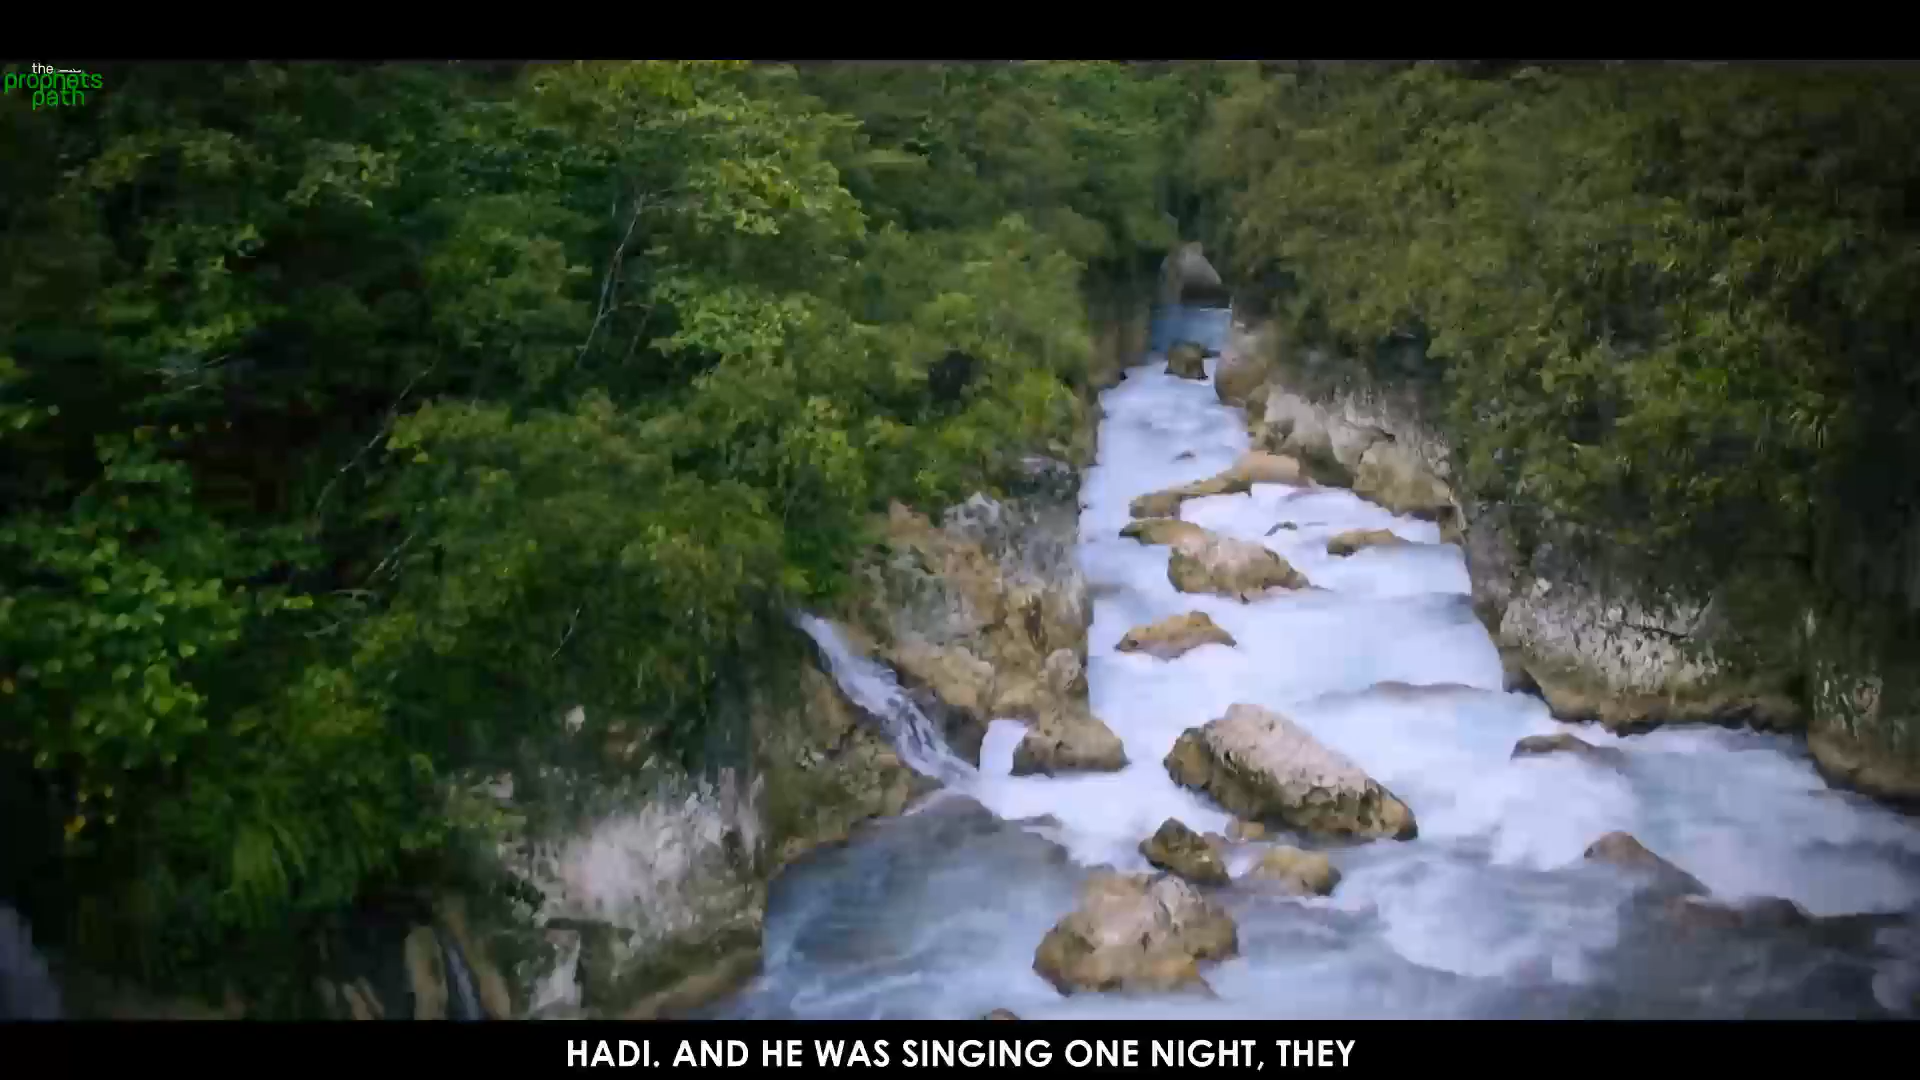 the
prophets
path
HADI. AND HE WAS SINGING ONE NIGHT, THEY